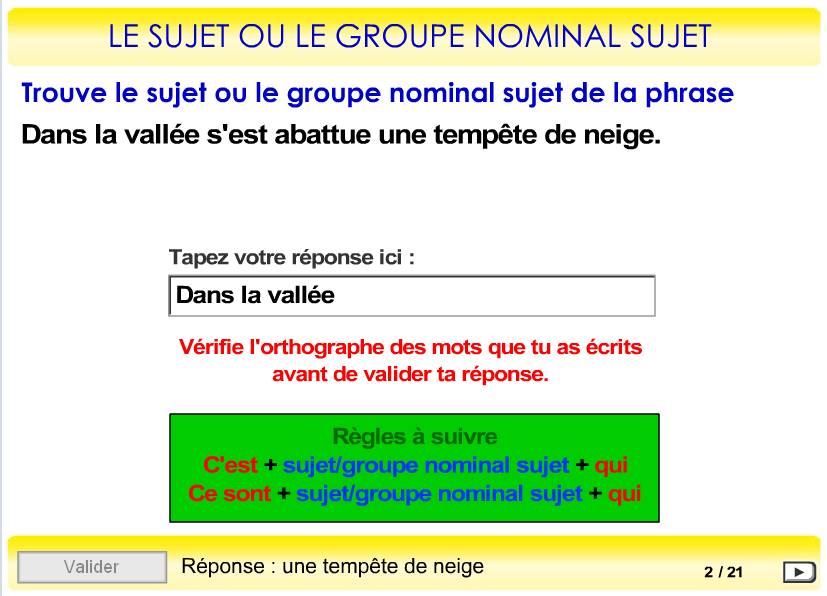 LE SUJET OU LE GROUPE NOMINAL SUJET
Trouve le sujet ou le groupe nominal sujet de la phrase
Dans la vallée s'est abattue une tempête de neige.
Tapez votre réponse ici :
Dans la vallée
Vérifie l'orthographe des mots que tu as écrits
avant de valider ta réponse.
Règles à suivre
C'est + sujet/groupe nominal sujet + qui
Ce sont + sujet/groupe nominal sujet + qui
Valider
Réponse : une tempête de neige
2 / 21